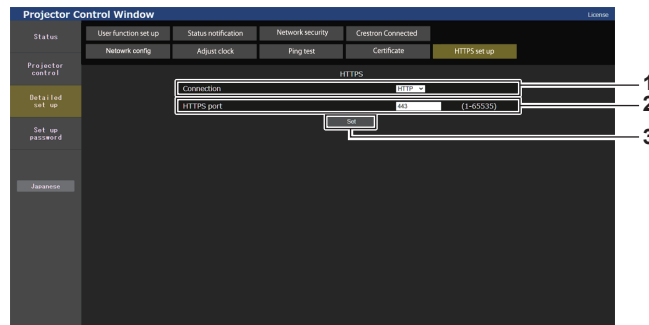 Projector Control Window
License
Status
User function set up
Status notification
Network security
Crestron Connected
Netowrk config
Adjust clock
Ping test
Certificate
HTTPS set up
Projector
control
Detailed
set up
Set up
password
Japanese
HTTPS
Connection HTTP
1
HTTPS port 443 (1-65535)
2
Set
3